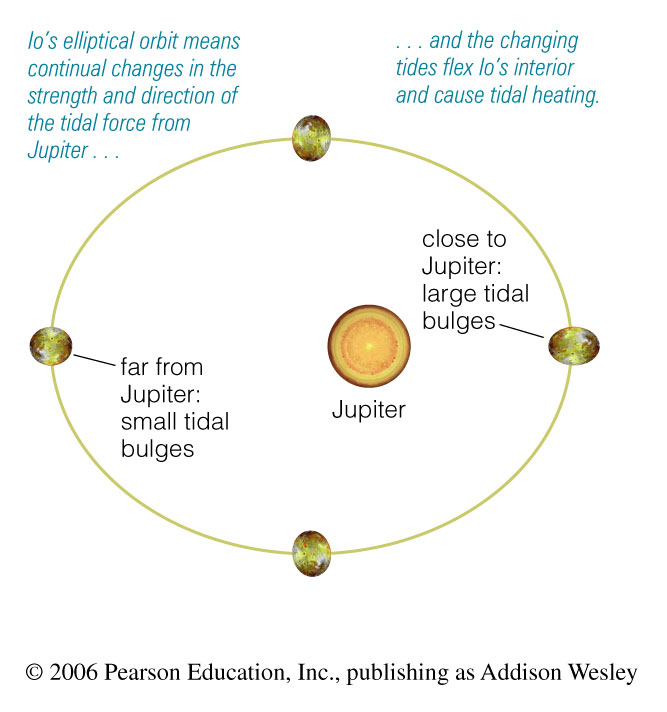 Io's elliptical orbit means
continual changes in the
strength and direction of
the tidal force from
Jupiter . . .
. . . and the changing
tides flex Io's interior
and cause tidal heating.
close to
Jupiter:
large tidal
bulges
far from
Jupiter:
small tidal
bulges
Jupiter
© 2006 Pearson Education, Inc., publishing as Addison Wesley